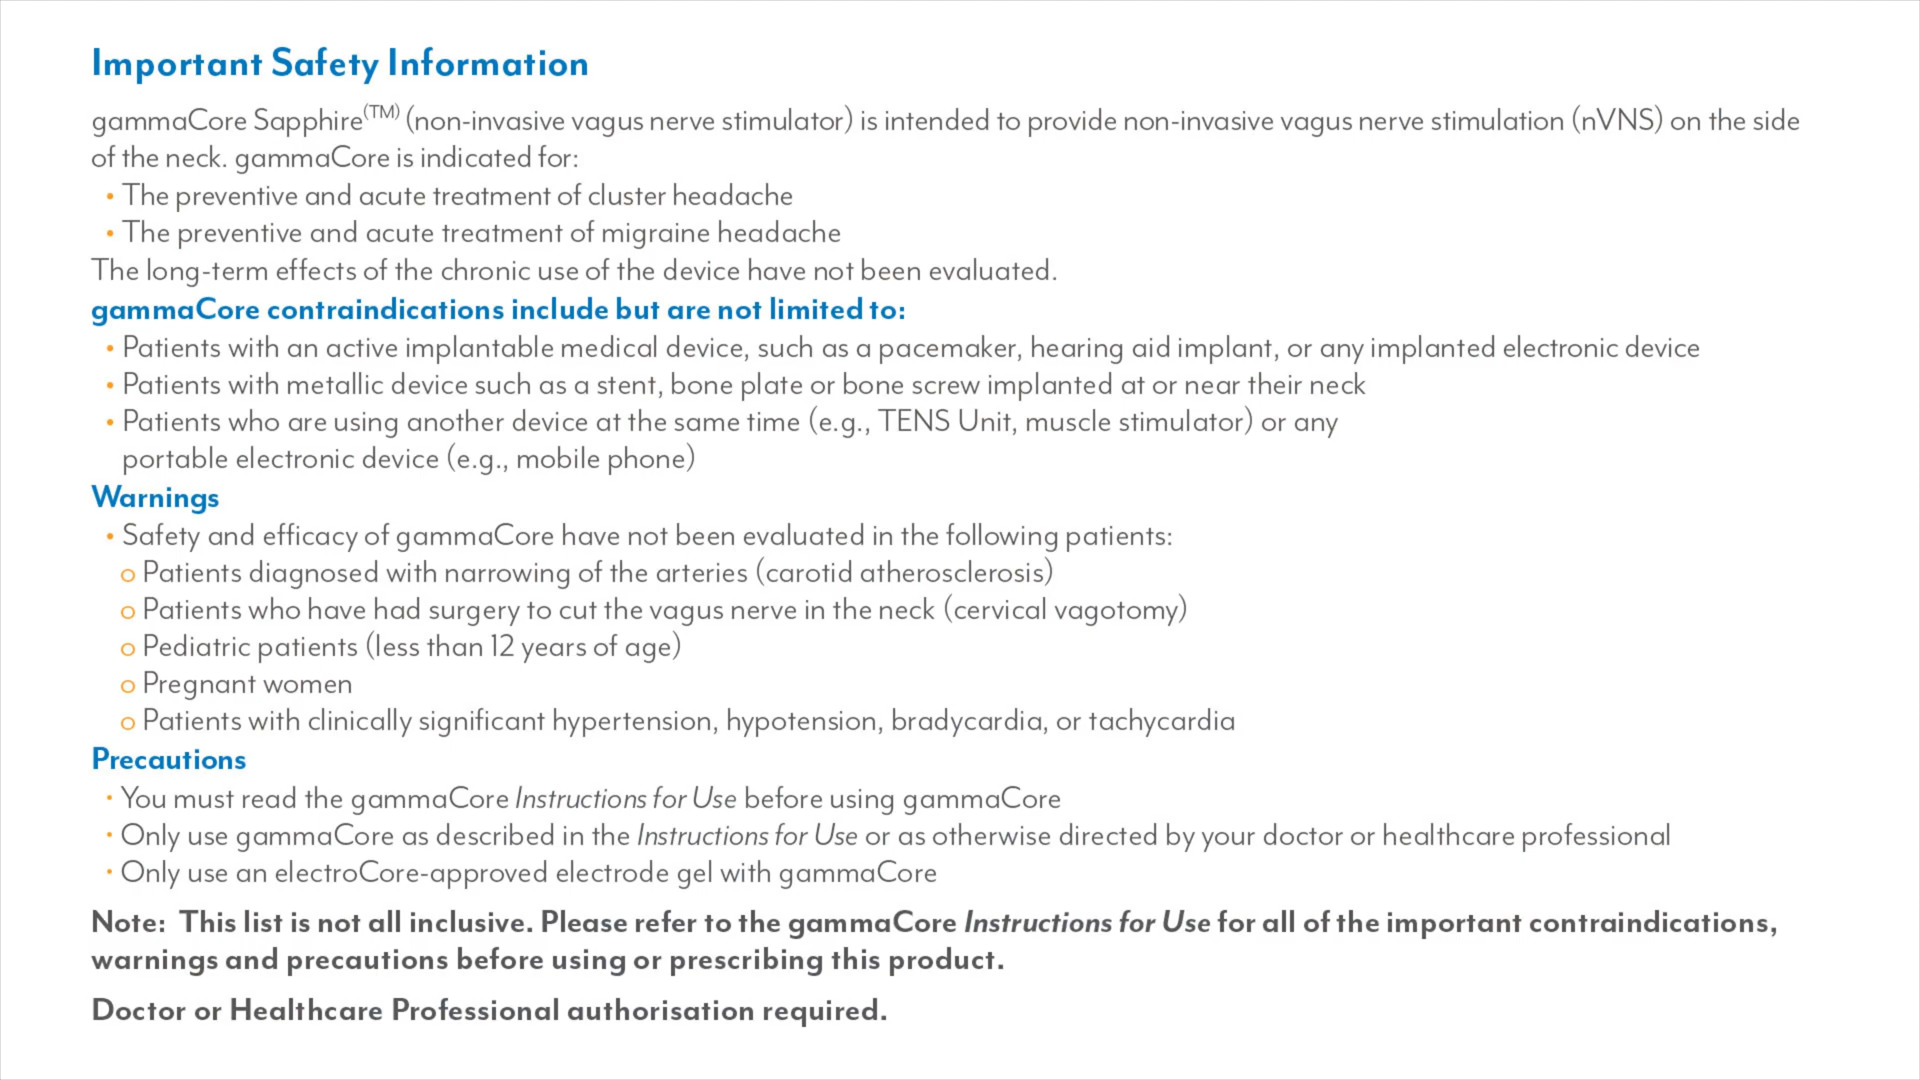 Important Safety Information
gammaCore Sapphire(TM) (non-invasive vagus nerve stimulator) is intended to provide non-invasive vagus nerve stimulation (nVNS) on the side
of the neck. gammaCore is indicated for:
• The preventive and acute treatment of cluster headache
• The preventive and acute treatment of migraine headache
The long-term effects of the chronic use of the device have not been evaluated.
gammaCore contraindications include but are not limited to:
• Patients with an active implantable medical device, such as a pacemaker, hearing aid implant, or any implanted electronic device
• Patients with metallic device such as a stent, bone plate or bone screw implanted at or near their neck
• Patients who are using another device at the same time (e.g., TENS Unit, muscle stimulator) or any
portable electronic device (e.g., mobile phone)
Warnings
• Safety and efficacy of gammaCore have not been evaluated in the following patients:
o Patients diagnosed with narrowing of the arteries (carotid atherosclerosis)
o Patients who have had surgery to cut the vagus nerve in the neck (cervical vagotomy)
o Pediatric patients (less than 12 years of age)
o Pregnant women
o Patients with clinically significant hypertension, hypotension, bradycardia, or tachycardia
Precautions
• You must read the gammaCore Instructions for Use before using gammaCore
• Only use gammaCore as described in the Instructions for Use or as otherwise directed by your doctor or healthcare professional
• Only use an electroCore-approved electrode gel with gammaCore
Note: This list is not all inclusive. Please refer to the gammaCore Instructions for Use for all of the important contraindications,
warnings and precautions before using or prescribing this product.
Doctor or Healthcare Professional authorisation required.